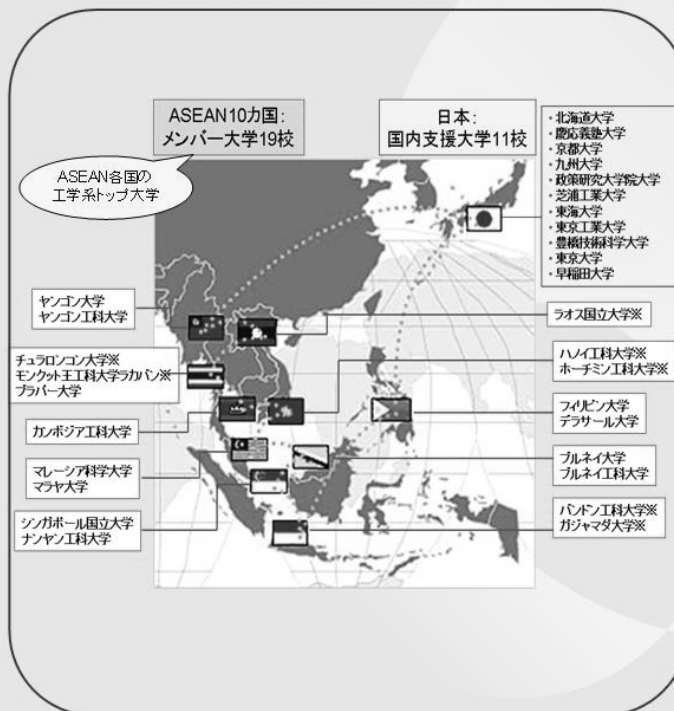 ASEAN10カ国:
メンバー大学19校
日本:
国内支援大学11校
ASEAN各国の
工学系トップ大学
・北海道大学
・慶応義塾大学
・京都大学
・九州大学
・政策研究大学院大学
・芝浦工業大学
・東海大学
・東京工業大学
・豊橋技術科学大学
・東京大学
・早稲田大学
ヤンゴン大学
ヤンゴン工科大学
チュラロンコン大学※
モンクット王工科大学ラカバン※
ブラパー大学
カンボジア工科大学
マレーシア科学大学
マラヤ大学
シンガポール国立大学
ナンヤン工科大学
ラオス国立大学※
ハノイ工科大学※
ホーチミン工科大学※
フィリピン大学
デラサール大学
ブルネイ大学
ブルネイ工科大学
バンドン工科大学※
ガジャマダ大学※